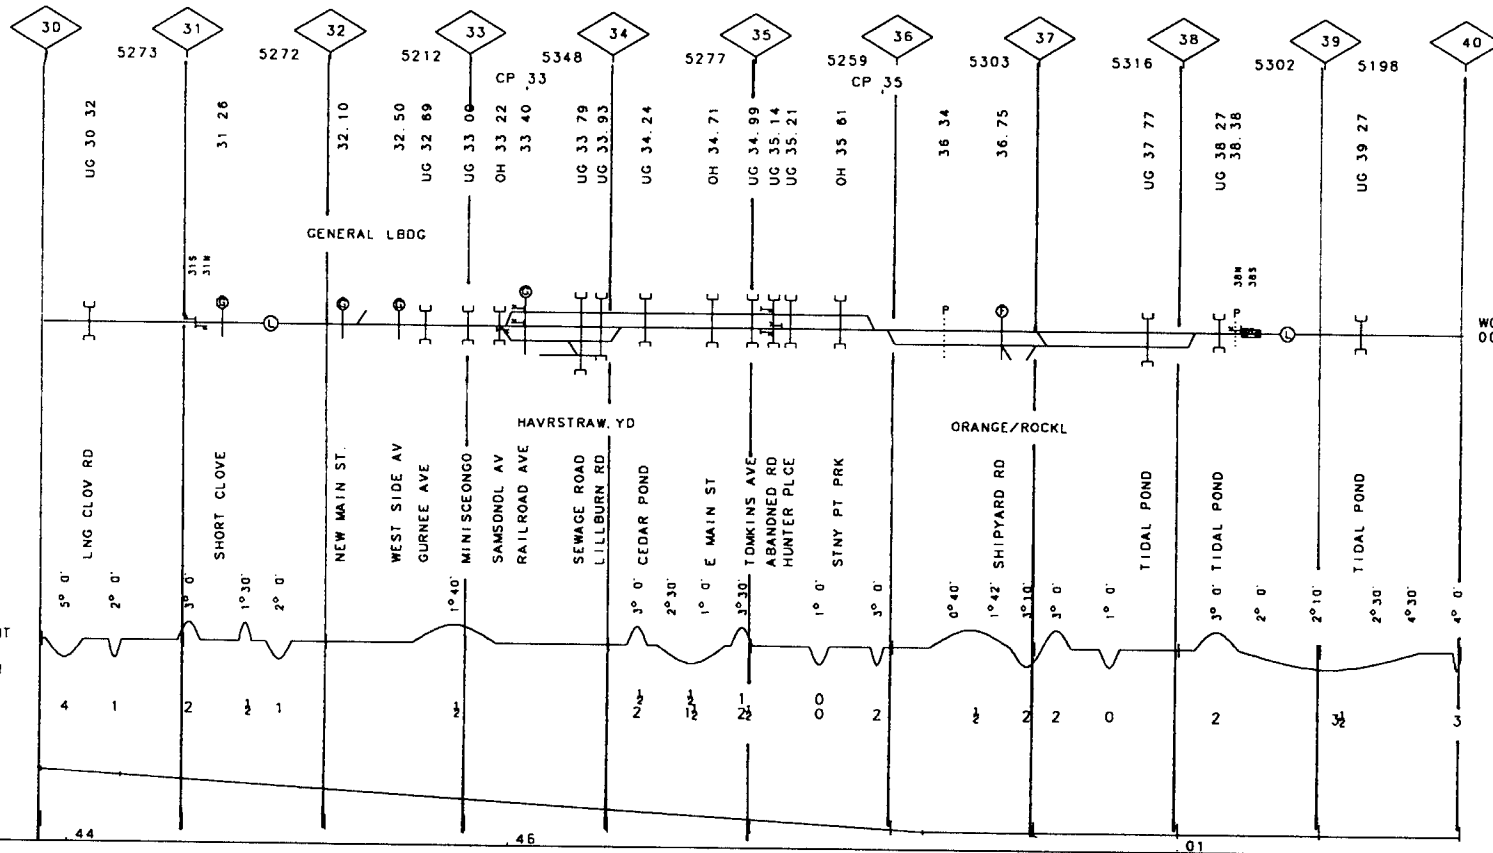 30 31 32 33 34 35 36 37 38 39 40
5273 5272 5212 5348 5277 5259 5303 5316 5302 5198
CP 33 CP 35
UG 30 32
31 26
32.10
32.50
UG 32 69
UG 33 00
OH 33 22
33 40
UG 33 79
UG 33.93
UG 34.24
OH 34.71
UG 34.99
UG 35.14
UG 35.21
OH 35 61
36 34
36.75
UG 37 77
UG 38 27
38.38
UG 39 27
GENERAL LBDG
31S
31N
38N
38S
G L G G G P F P L
HAVRSTRAW. YD
ORANGE/ROCKL
LNG CLOV RD
SHORT CLOVE
NEW MAIN ST.
WEST SIDE AV
GURNEE AVE
MINISCEONGO
SAMSONDL AV
RAILROAD AVE
SEWAGE ROAD
LILLBURN RD
CEDAR POND
E MAIN ST
TOMKINS AVE
ABANDNED RD
HUNTER PLCE
STNY PT PRK
SHIPYARD RD
TIDAL POND
TIDAL POND
TIDAL POND
5° 0' 2° 0' 3° 0' 1° 30' 2° 0' 1° 40' 3° 0' 2° 30' 1° 0' 3° 30' 1° 0' 3° 0' 0° 40' 1° 42' 3° 10' 3° 0' 1° 0' 3° 0' 2° 0' 2° 10' 2° 30' 4° 30' 4° 0'
½ ½ 1 0
4 1 2 ½ 1 ½ 2 1½ 2½ 0 2 ½ 2 2 0 2 3½ 3
44 46 01